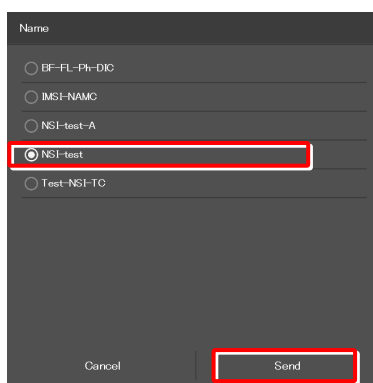 Name
BF-FL-Ph-DIC
IMSI-NAMC
NSI-test-A
NSI-test
Test-NSI-TC
Cancel Send